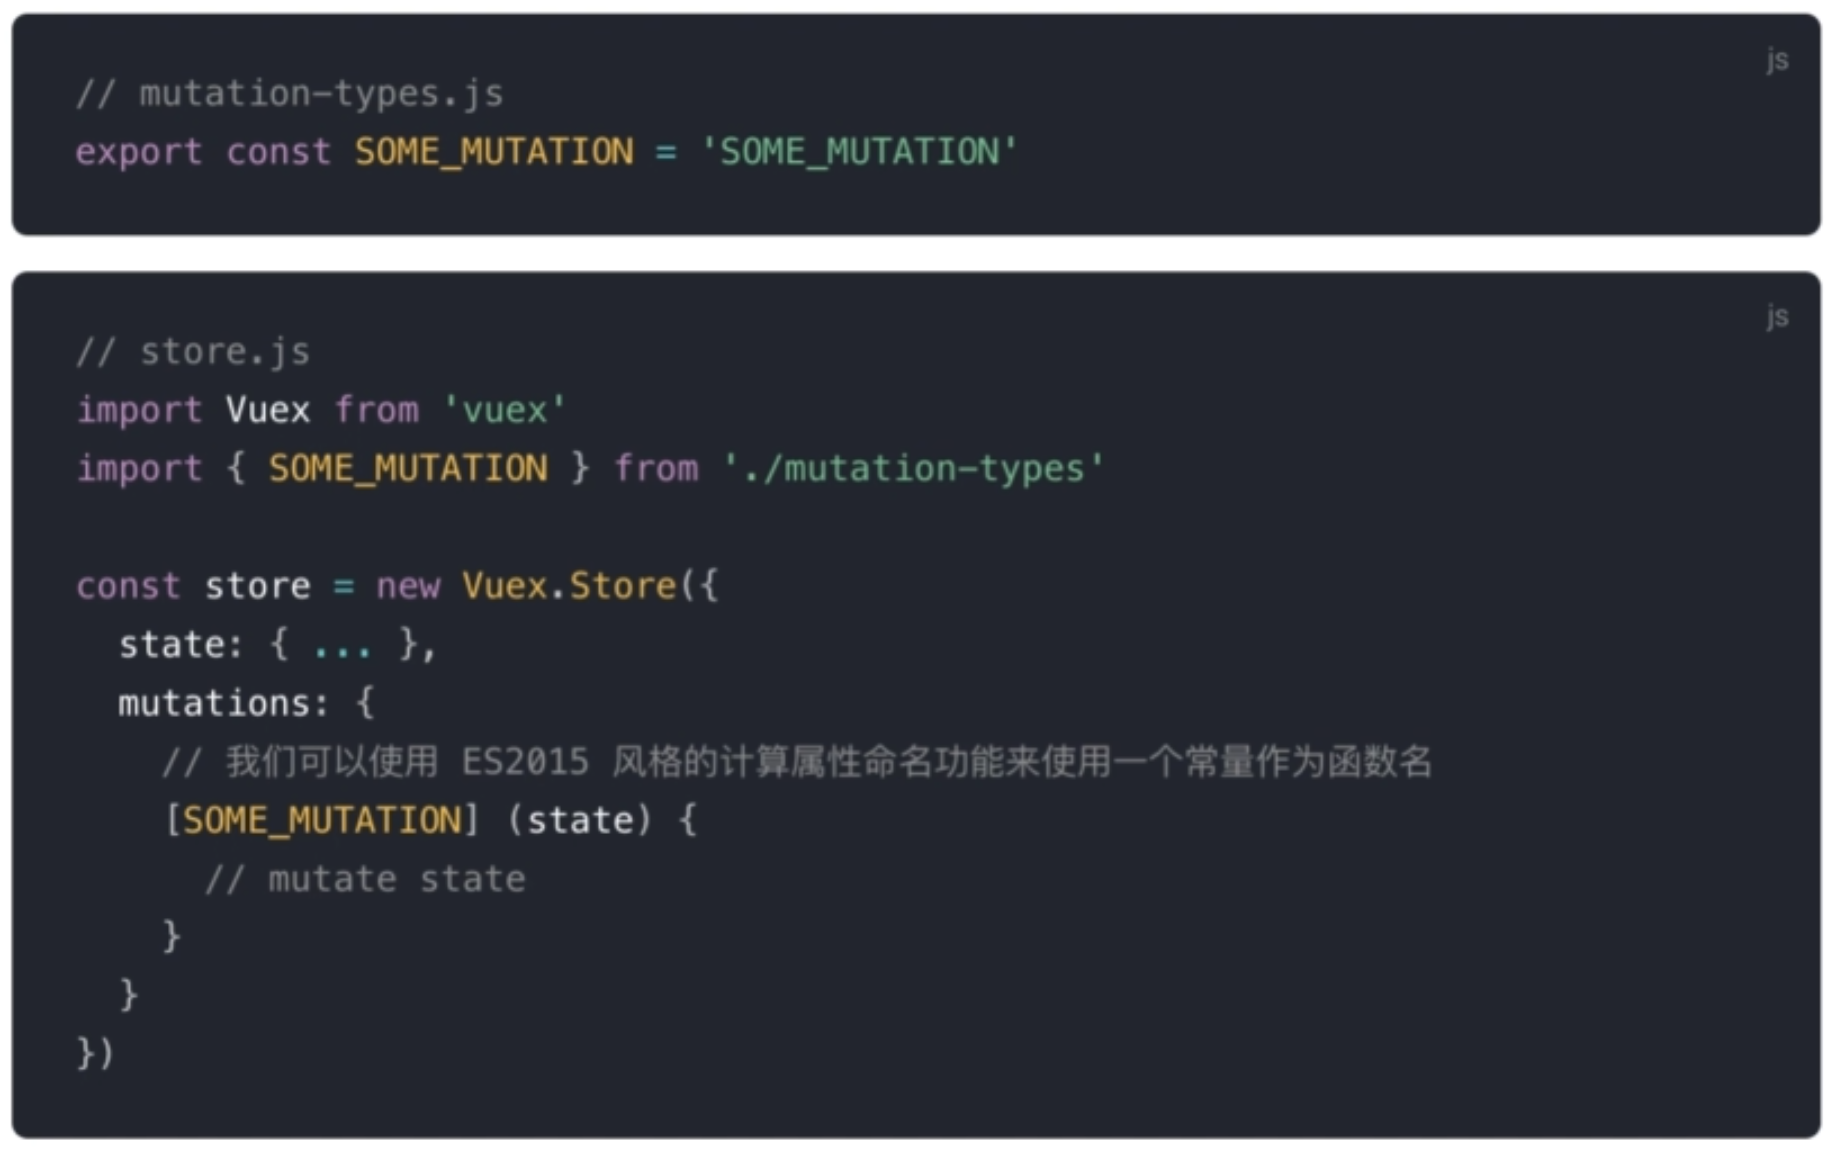 js
// mutation-types.js
export const SOME_MUTATION = 'SOME_MUTATION'
js
// store.js
import Vuex from 'vuex'
import { SOME_MUTATION } from './mutation-types'
const store = new Vuex.Store({
  state: { ... },
  mutations: {
    // 我们可以使用 ES2015 风格的计算属性命名功能来使用一个常量作为函数名
    [SOME_MUTATION] (state) {
      // mutate state
    }
  }
})